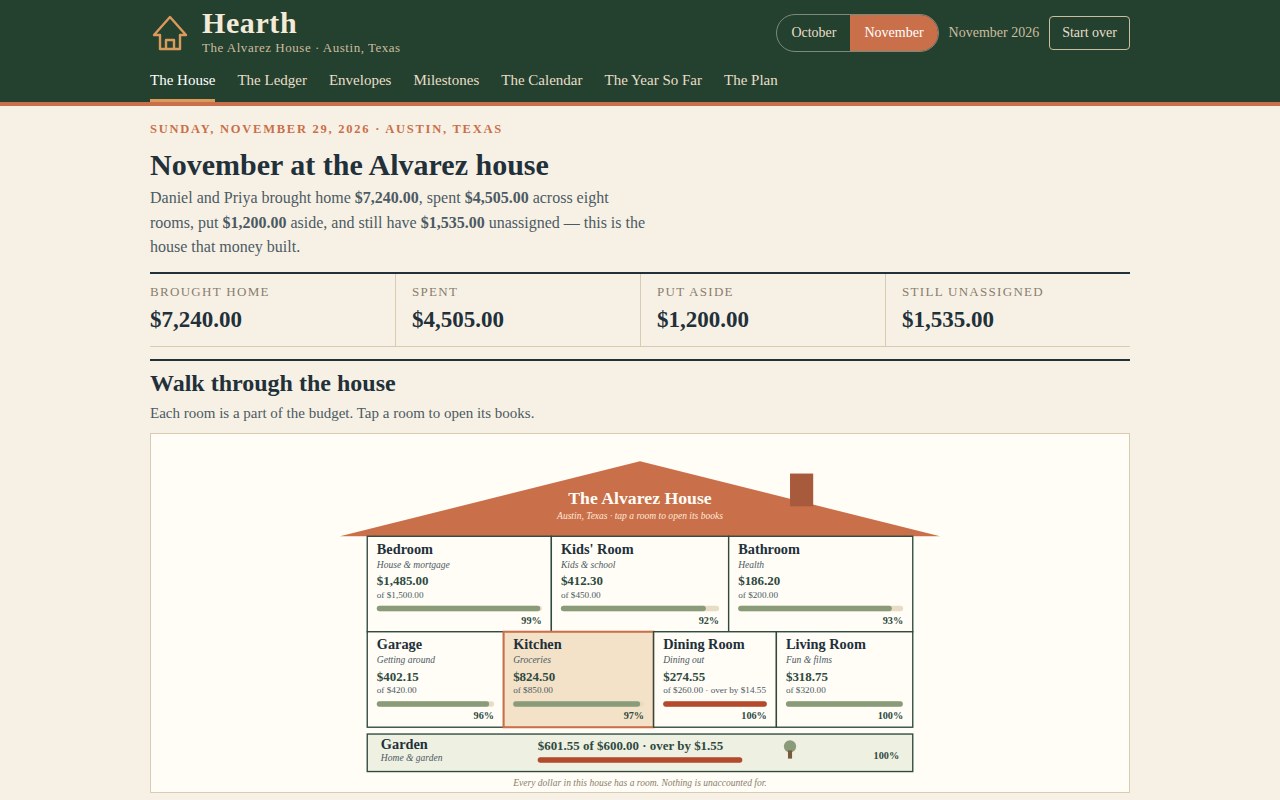 Hearth
The Alvarez House · Austin, Texas
October
November
November 2026
Start over
The House
The Ledger
Envelopes
Milestones
The Calendar
The Year So Far
The Plan
SUNDAY, NOVEMBER 29, 2026 · AUSTIN, TEXAS
November at the Alvarez house
Daniel and Priya brought home $7,240.00, spent $4,505.00 across eight
rooms, put $1,200.00 aside, and still have $1,535.00 unassigned — this is the
house that money built.
BROUGHT HOME
$7,240.00
SPENT
$4,505.00
PUT ASIDE
$1,200.00
STILL UNASSIGNED
$1,535.00
Walk through the house
Each room is a part of the budget. Tap a room to open its books.
The Alvarez House
Austin, Texas · tap a room to open its books
Bedroom
House & mortgage
$1,485.00
of $1,500.00
99%
Kids' Room
Kids & school
$412.30
of $450.00
92%
Bathroom
Health
$186.20
of $200.00
93%
Garage
Getting around
$402.15
of $420.00
96%
Kitchen
Groceries
$824.50
of $850.00
97%
Dining Room
Dining out
$274.55
of $260.00 · over by $14.55
106%
Living Room
Fun & films
$318.75
of $320.00
100%
Garden
Home & garden
$601.55 of $600.00 · over by $1.55
100%
Every dollar in this house has a room. Nothing is unaccounted for.